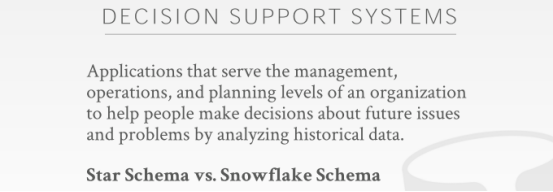 DECISION SUPPORT SYSTEMS
Applications that serve the management,
operations, and planning levels of an organization
to help people make decisions about future issues
and problems by analyzing historical data.
Star Schema vs. Snowflake Schema